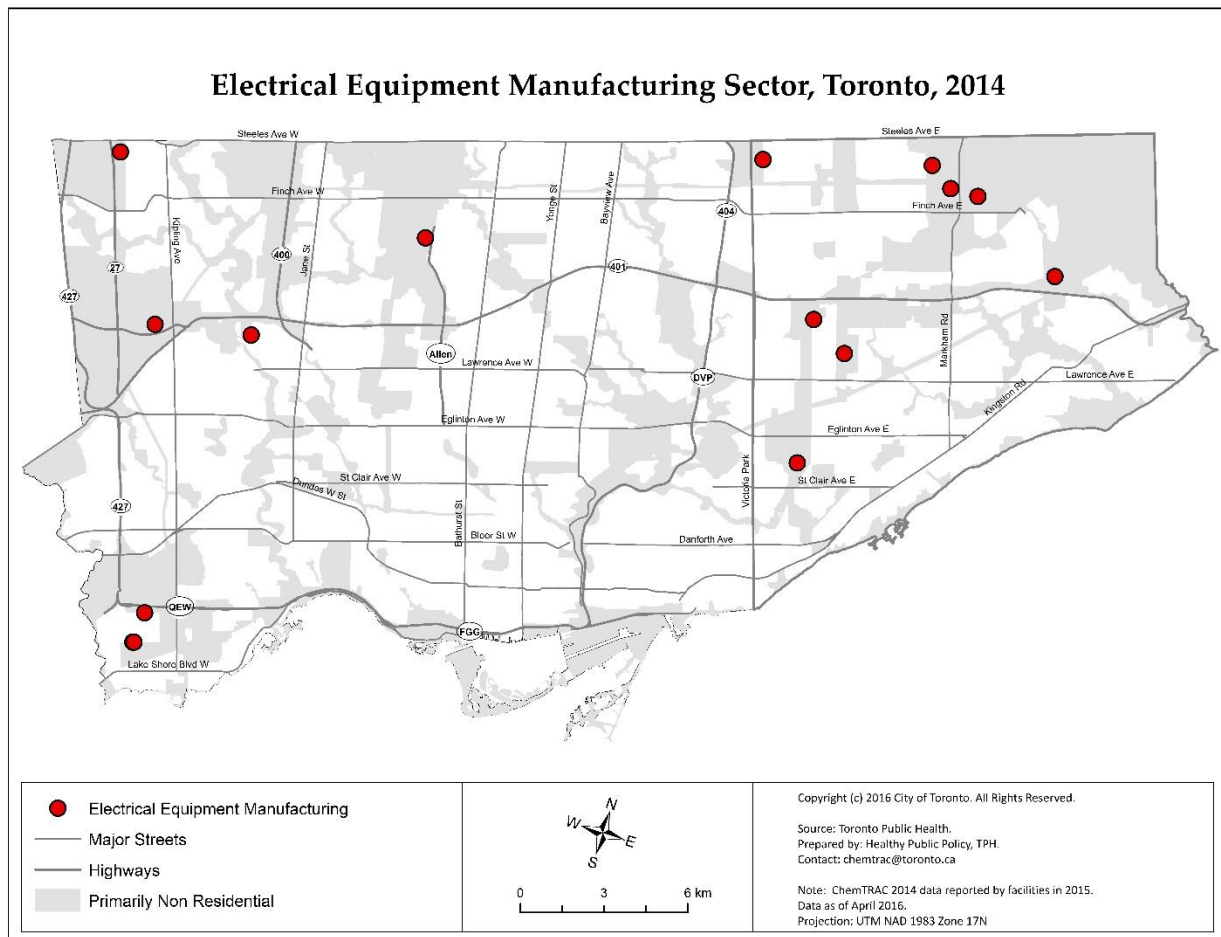 Electrical Equipment Manufacturing Sector, Toronto, 2014
Steeles Ave W
Steeles Ave E
Finch Ave W
Finch Ave E
Kipling Ave
Jane St
Yonge St
Bayview Ave
404
400
27
427
401
Markham Rd
Allen
Lawrence Ave W
DVP
Lawrence Ave E
Kingston Rd
Eglinton Ave W
Eglinton Ave E
St Clair Ave W
St Clair Ave E
Dundas W St
Victoria Park
427
Bathurst St
Bloor St W
Danforth Ave
QEW
FGG
Lake Shore Blvd W
Electrical Equipment Manufacturing
Major Streets
Highways
Primarily Non Residential
N
W
E
S
0 3 6 km
Copyright (c) 2016 City of Toronto. All Rights Reserved.
Source: Toronto Public Health.
Prepared by: Healthy Public Policy, TPH.
Contact: chemtrac@toronto.ca
Note: ChemTRAC 2014 data reported by facilities in 2015.
Data as of April 2016.
Projection: UTM NAD 1983 Zone 17N